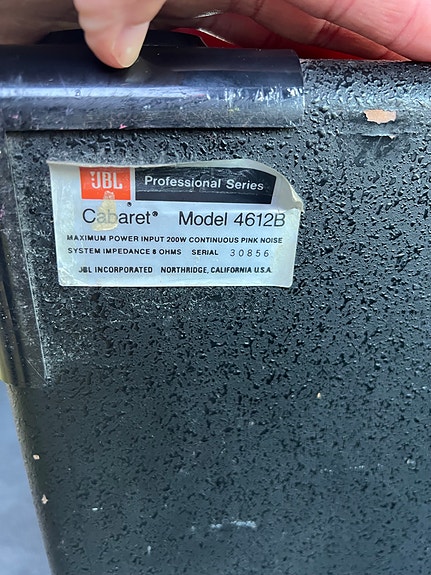 JBL Professional Series
Cabaret® Model 4612B
MAXIMUM POWER INPUT 200W CONTINUOUS PINK NOISE
SYSTEM IMPEDANCE 8 OHMS SERIAL 30856
JBL INCORPORATED NORTHRIDGE, CALIFORNIA U.S.A.